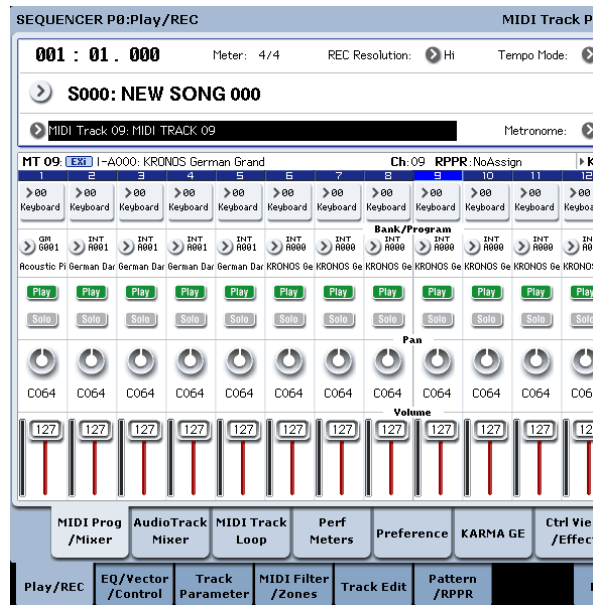 SEQUENCER P0:Play/REC MIDI Track P
001 : 01 . 000 Meter: 4/4 REC Resolution: Hi Tempo Mode:
S000: NEW SONG 000
MIDI Track 09: MIDI TRACK 09 Metronome:
MT 09: EXi I-A000: KRONOS German Grand Ch:09 RPPR:NoAssign K
1 2 3 4 5 6 7 8 9 10 11 12
00 00 00 00 00 00 00 00 00 00 00 00
Keyboard Keyboard Keyboard Keyboard Keyboard Keyboard Keyboard Keyboard Keyboard Keyboard Keyboard Keyboa
Bank/Program
GM INT INT INT INT INT INT INT INT INT INT IN
G001 A001 A001 A001 A001 A000 A000 A000 A000 A000 A000 A0
Acoustic Pi German Dar German Dar German Dar German Dar KRONOS Ge KRONOS Ge KRONOS Ge KRONOS Ge KRONOS Ge KRONOS Ge KRONOS
Play Play Play Play Play Play Play Play Play Play Play Play
Solo Solo Solo Solo Solo Solo Solo Solo Solo Solo Solo Solo
Pan
C064 C064 C064 C064 C064 C064 C064 C064 C064 C064 C064 C06
Volume
127 127 127 127 127 127 127 127 127 127 127 12
MIDI Prog AudioTrack MIDI Track Perf Preference KARMA GE Ctrl Vie
/Mixer Mixer Loop Meters /Effec
Play/REC EQ/Vector Track MIDI Filter Track Edit Pattern
/Control Parameter /Zones /RPPR